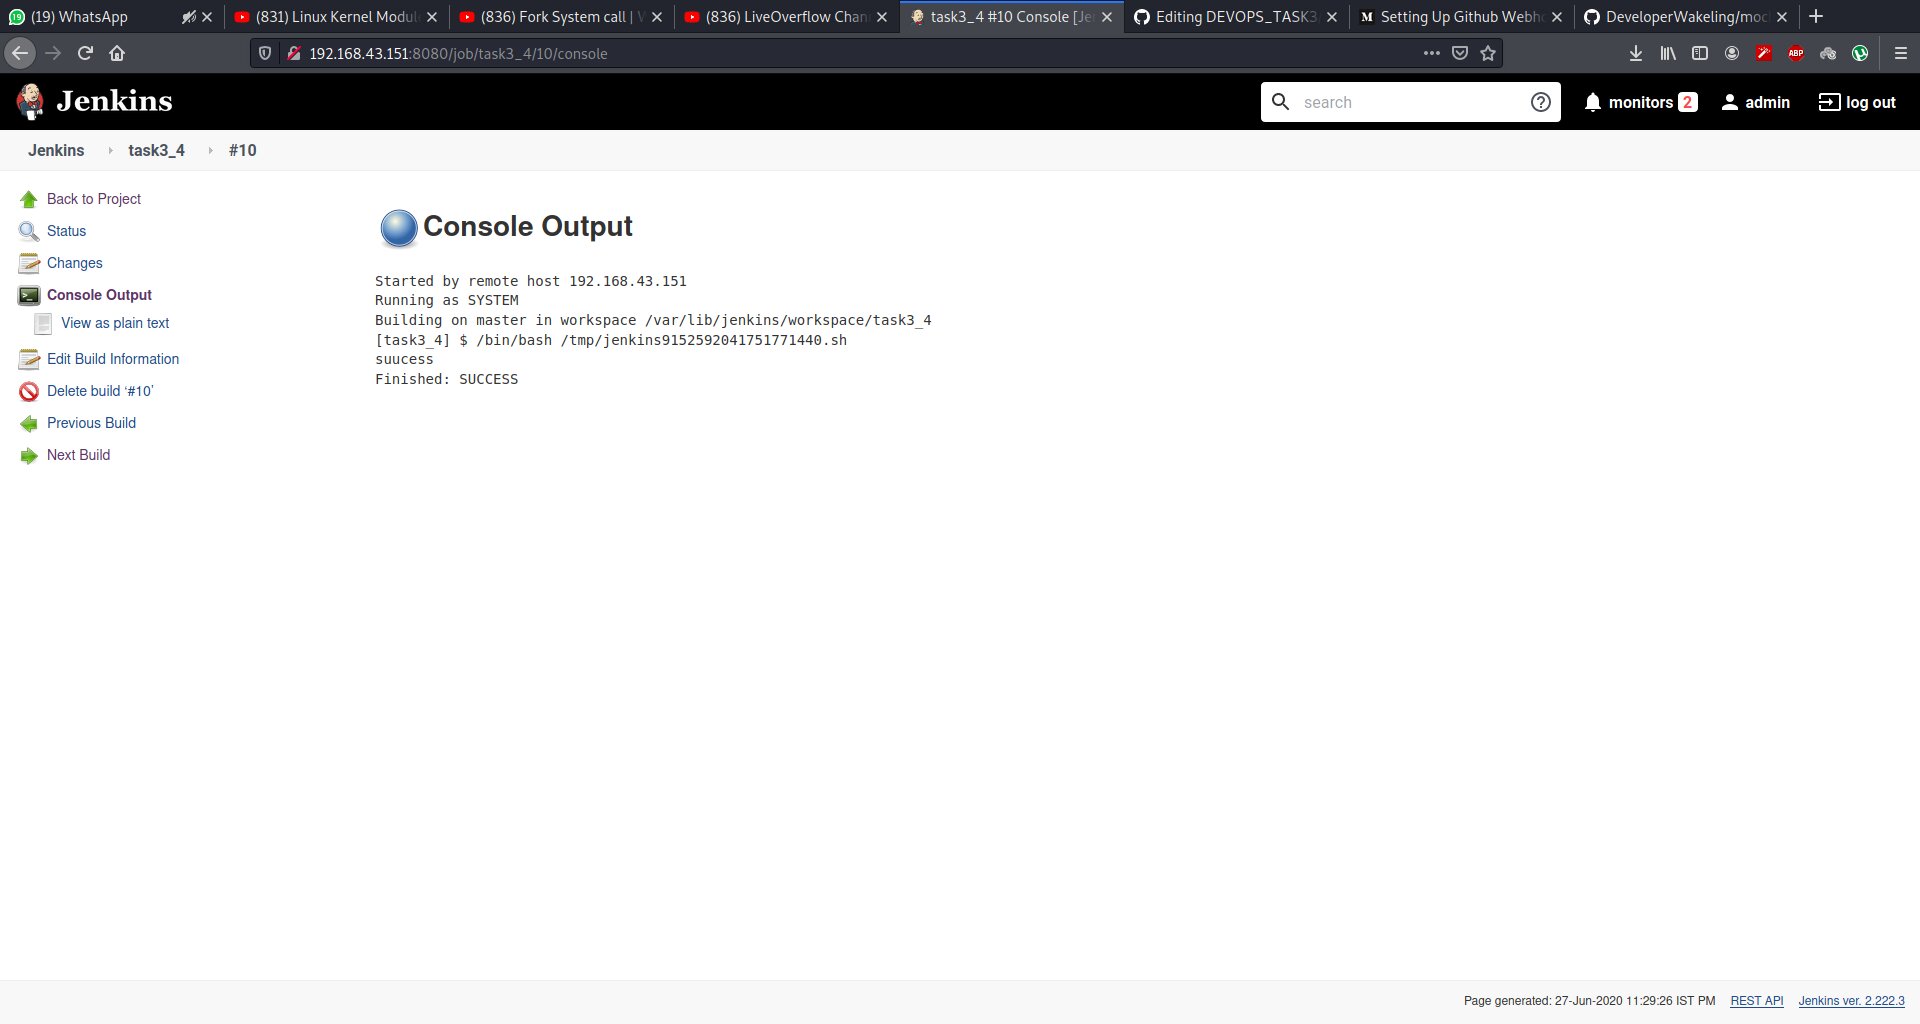 (19) WhatsApp
(831) Linux Kernel Modul
(836) Fork System call |
(836) LiveOverflow Chan
task3_4 #10 Console [Je
Editing DEVOPS_TASK3
Setting Up Github Webh
DeveloperWakeling/moc
192.168.43.151:8080/job/task3_4/10/console
ABP
Jenkins
search
monitors 2
admin
log out
Jenkins
task3_4
#10
Back to Project
Status
Changes
Console Output
View as plain text
Edit Build Information
Delete build ‘#10’
Previous Build
Next Build
Console Output
Started by remote host 192.168.43.151
Running as SYSTEM
Building on master in workspace /var/lib/jenkins/workspace/task3_4
[task3_4] $ /bin/bash /tmp/jenkins9152592041751771440.sh
suucess
Finished: SUCCESS
Page generated: 27-Jun-2020 11:29:26 IST PM
REST API
Jenkins ver. 2.222.3